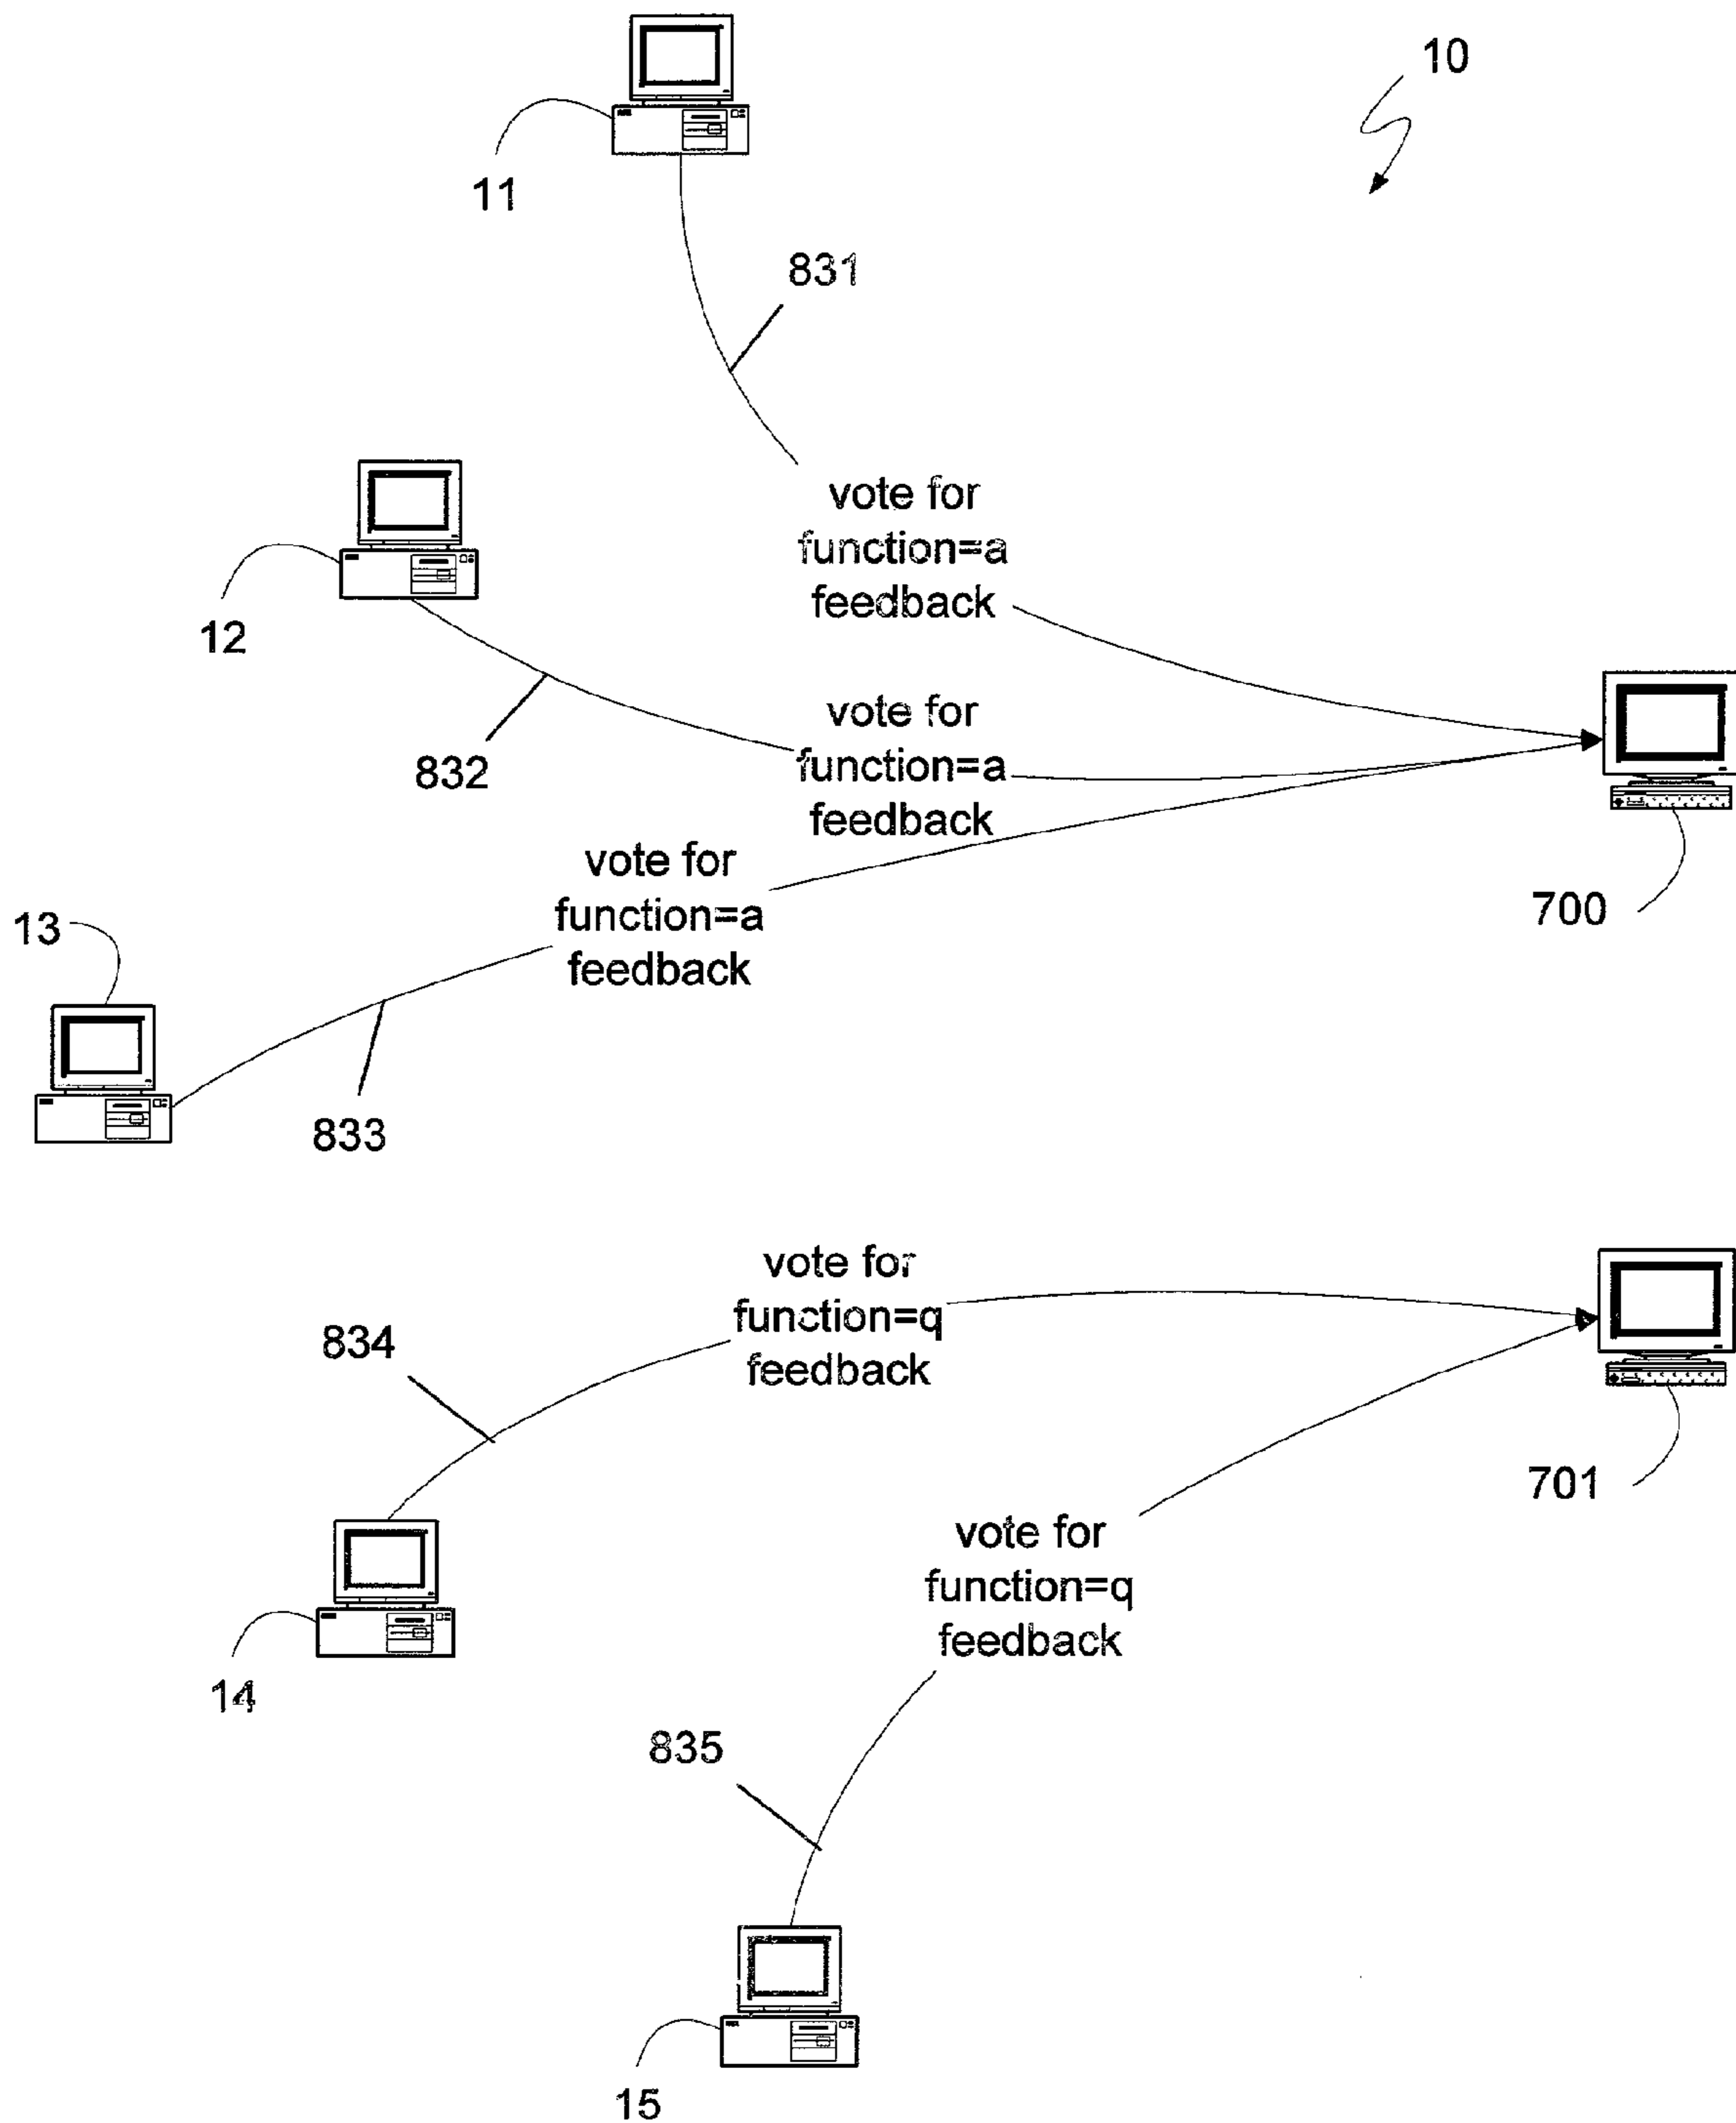 10
11
831
vote for
function=a
feedback
12
832
vote for
function=a
feedback
700
13
vote for
function=a
feedback
833
vote for
function=q
feedback
834
701
14
vote for
function=q
feedback
835
15